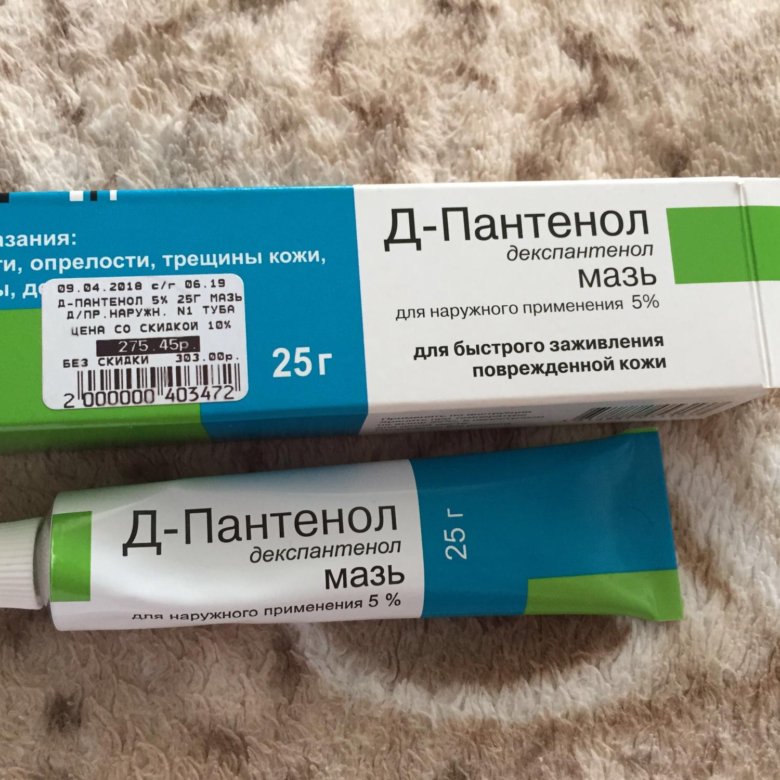 азания:
ти, опрелости, трещины кожи,
ы, де
09.04.2018 с/г 06.19
Д-ПАНТЕНОЛ 5% 25Г МАЗЬ
Д/ПР.НАРУЖН. N1 ТУБА
ЦЕНА СО СКИДКОЙ 10%
275.45р.
БЕЗ СКИДКИ 303.00р.
2 000000 403472
25 г
Д-Пантенол
декспантенол
мазь
для наружного применения 5%
для быстрого заживления
поврежденной кожи
Д-Пантенол
декспантенол
мазь
для наружного применения 5 %
25 г